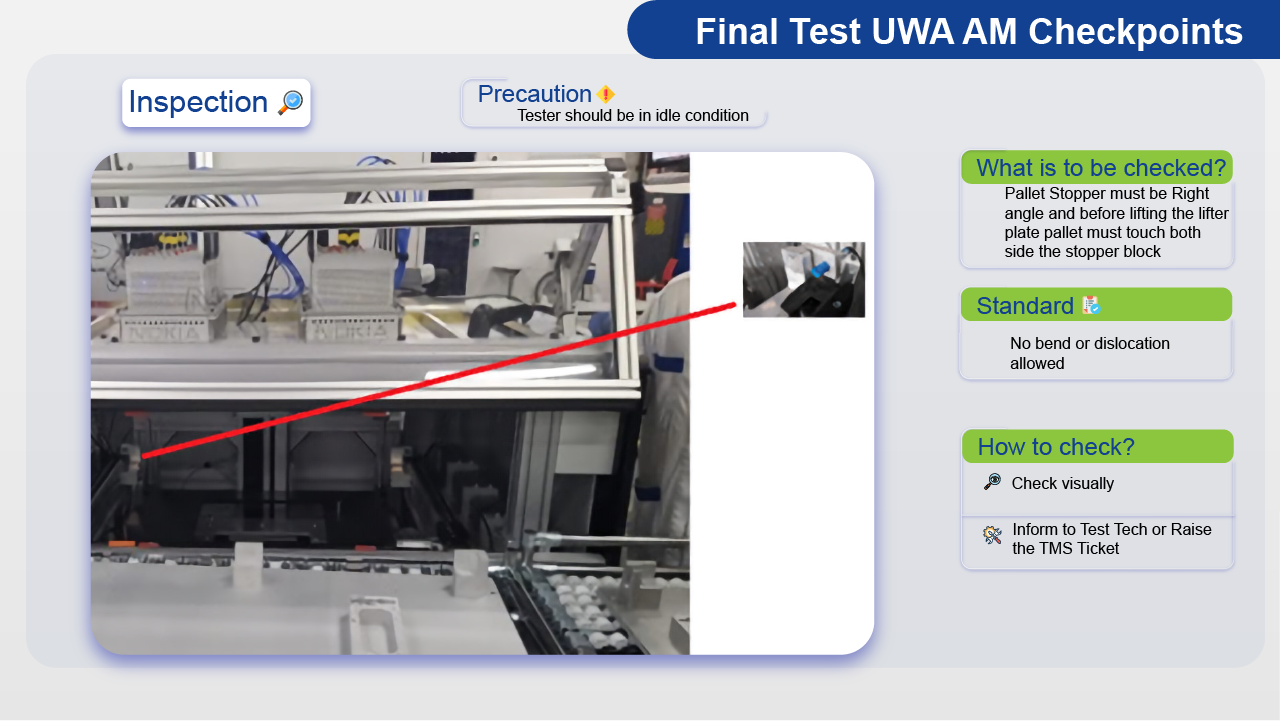 Final Test UWA AM Checkpoints
Inspection
Precaution
Tester should be in idle condition
What is to be checked?
Pallet Stopper must be Right
angle and before lifting the lifter
plate pallet must touch both
side the stopper block
Standard
No bend or dislocation
allowed
How to check?
Check visually
Inform to Test Tech or Raise
the TMS Ticket
NOKIA
NOKIA